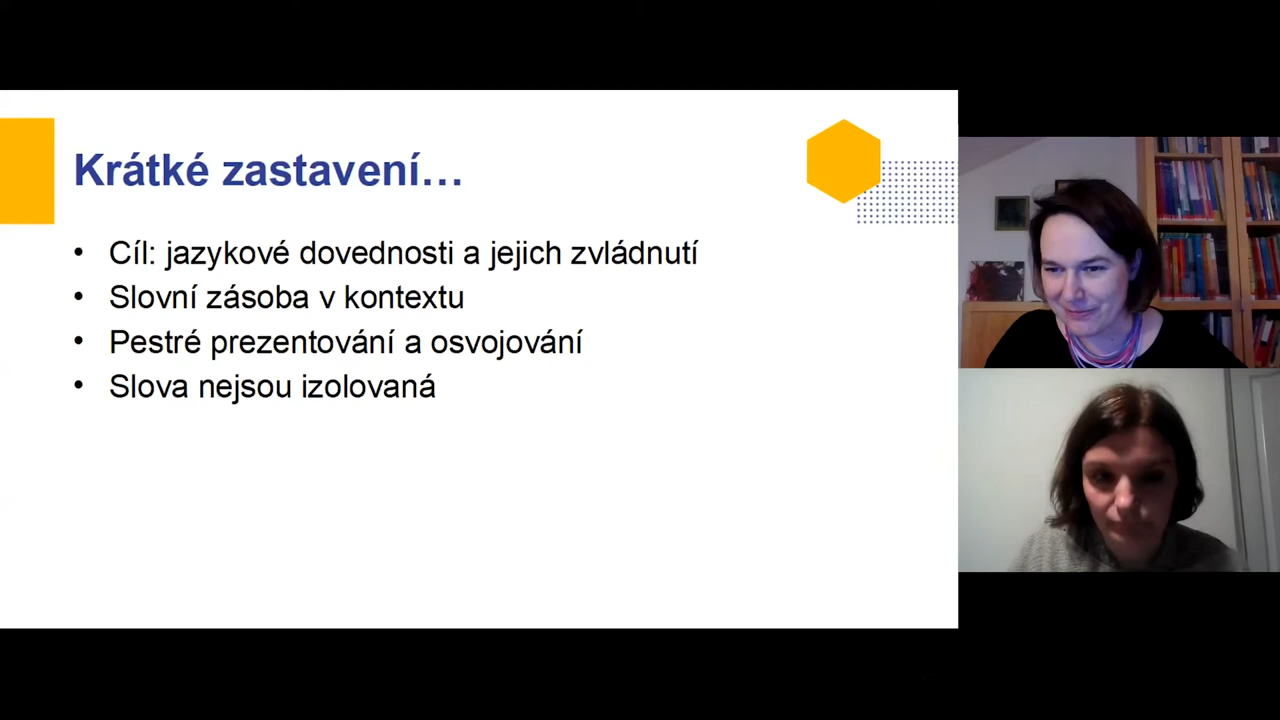 Krátké zastavení…
• Cíl: jazykové dovednosti a jejich zvládnutí
• Slovní zásoba v kontextu
• Pestré prezentování a osvojování
• Slova nejsou izolovaná